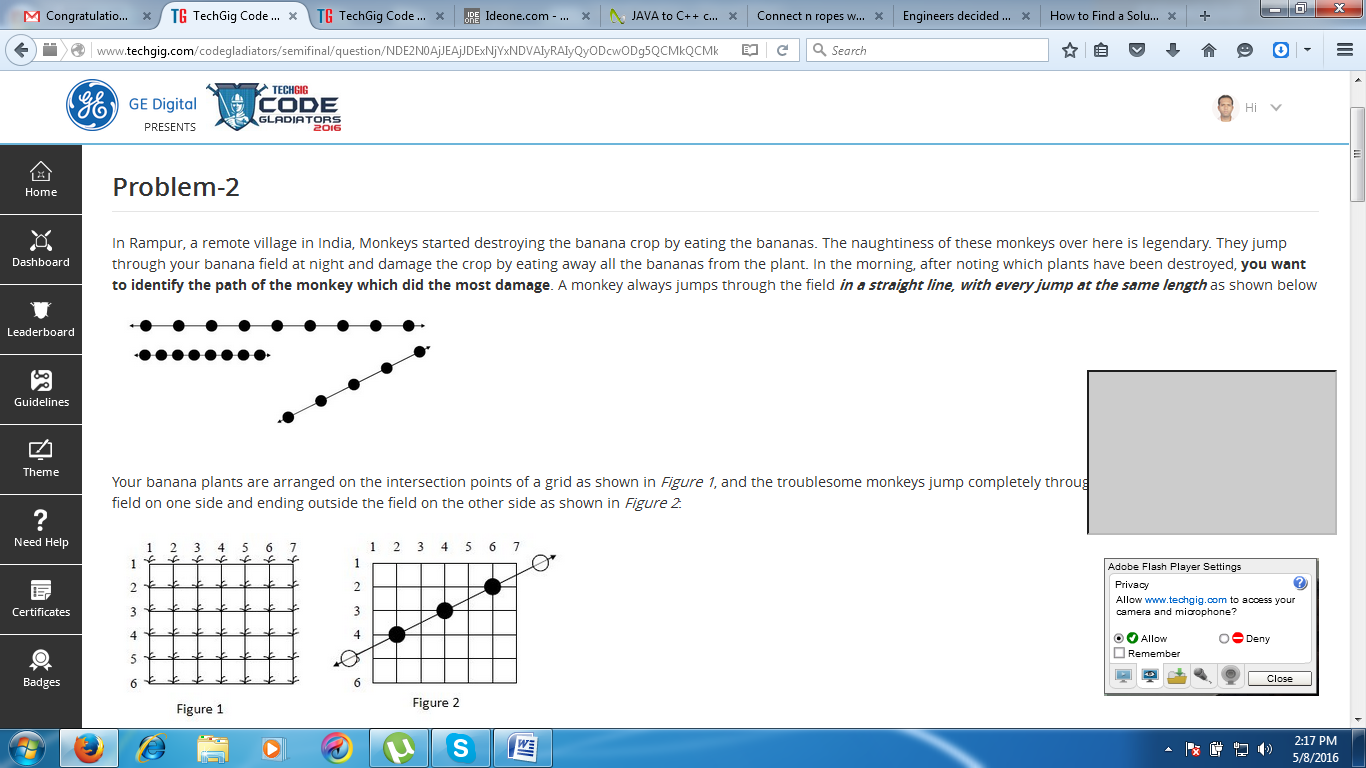 Congratulatio...
TechGig Code ...
TechGig Code ...
Ideone.com - ...
JAVA to C++ c...
Connect n ropes w...
Engineers decided ...
How to Find a Solu...
www.techgig.com/codegladiators/semifinal/question/NDE2N0AjJEAjJDExNjYxNDVAIyRAIyQyODcwODg5QCMkQCMk
Search
GE Digital
PRESENTS
TECHGIG
CODE
GLADIATORS
2016
Hi
Home
Dashboard
Leaderboard
Guidelines
Theme
Need Help
Certificates
Badges
Problem-2
In Rampur, a remote village in India, Monkeys started destroying the banana crop by eating the bananas. The naughtiness of these monkeys over here is legendary. They jump
through your banana field at night and damage the crop by eating away all the bananas from the plant. In the morning, after noting which plants have been destroyed, you want
to identify the path of the monkey which did the most damage. A monkey always jumps through the field in a straight line, with every jump at the same length as shown below
Your banana plants are arranged on the intersection points of a grid as shown in Figure 1, and the troublesome monkeys jump completely throug
field on one side and ending outside the field on the other side as shown in Figure 2:
1 2 3 4 5 6 7
1
2
3
4
5
6
Figure 1
1 2 3 4 5 6 7
1
2
3
4
5
6
Figure 2
Adobe Flash Player Settings
Privacy
Allow www.techgig.com to access your
camera and microphone?
Allow
Deny
Remember
Close
2:17 PM
5/8/2016